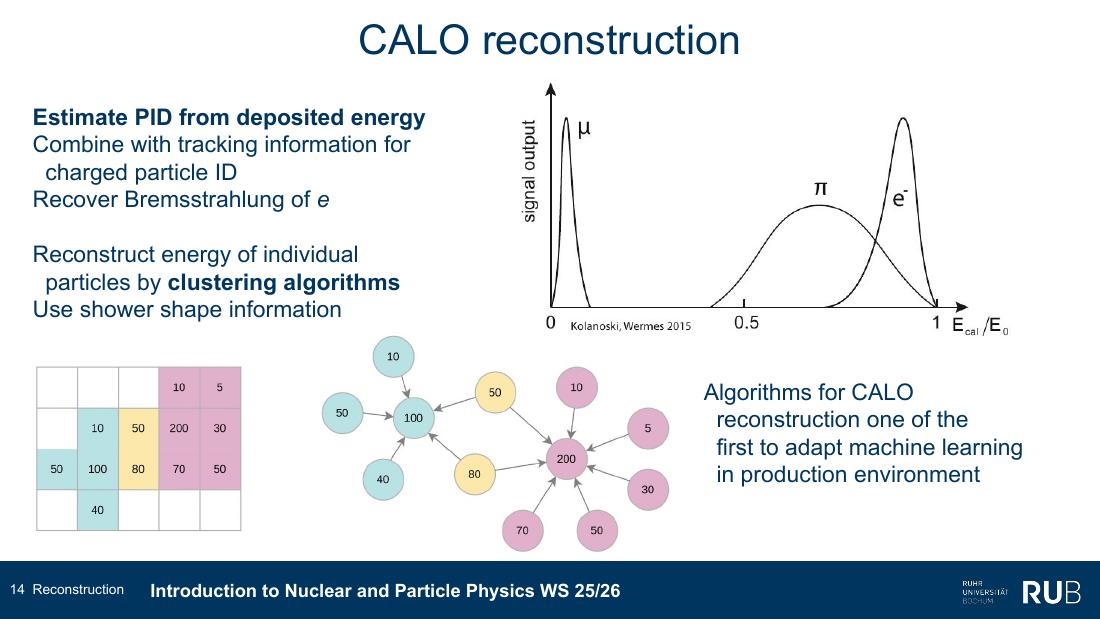 CALO reconstruction
Estimate PID from deposited energy
Combine with tracking information for
charged particle ID
Recover Bremsstrahlung of e
Reconstruct energy of individual
particles by clustering algorithms
Use shower shape information
signal output
μ
π
e-
0
Kolanoski, Wermes 2015
0.5
1
Ecal /E0
10 5
10 50 200 30
50 100 80 70 50
40
10
50
100
40
50
80
10
5
200
30
70
50
Algorithms for CALO
reconstruction one of the
first to adapt machine learning
in production environment
14 Reconstruction
Introduction to Nuclear and Particle Physics WS 25/26
RUHR
UNIVERSITÄT
BOCHUM
RUB